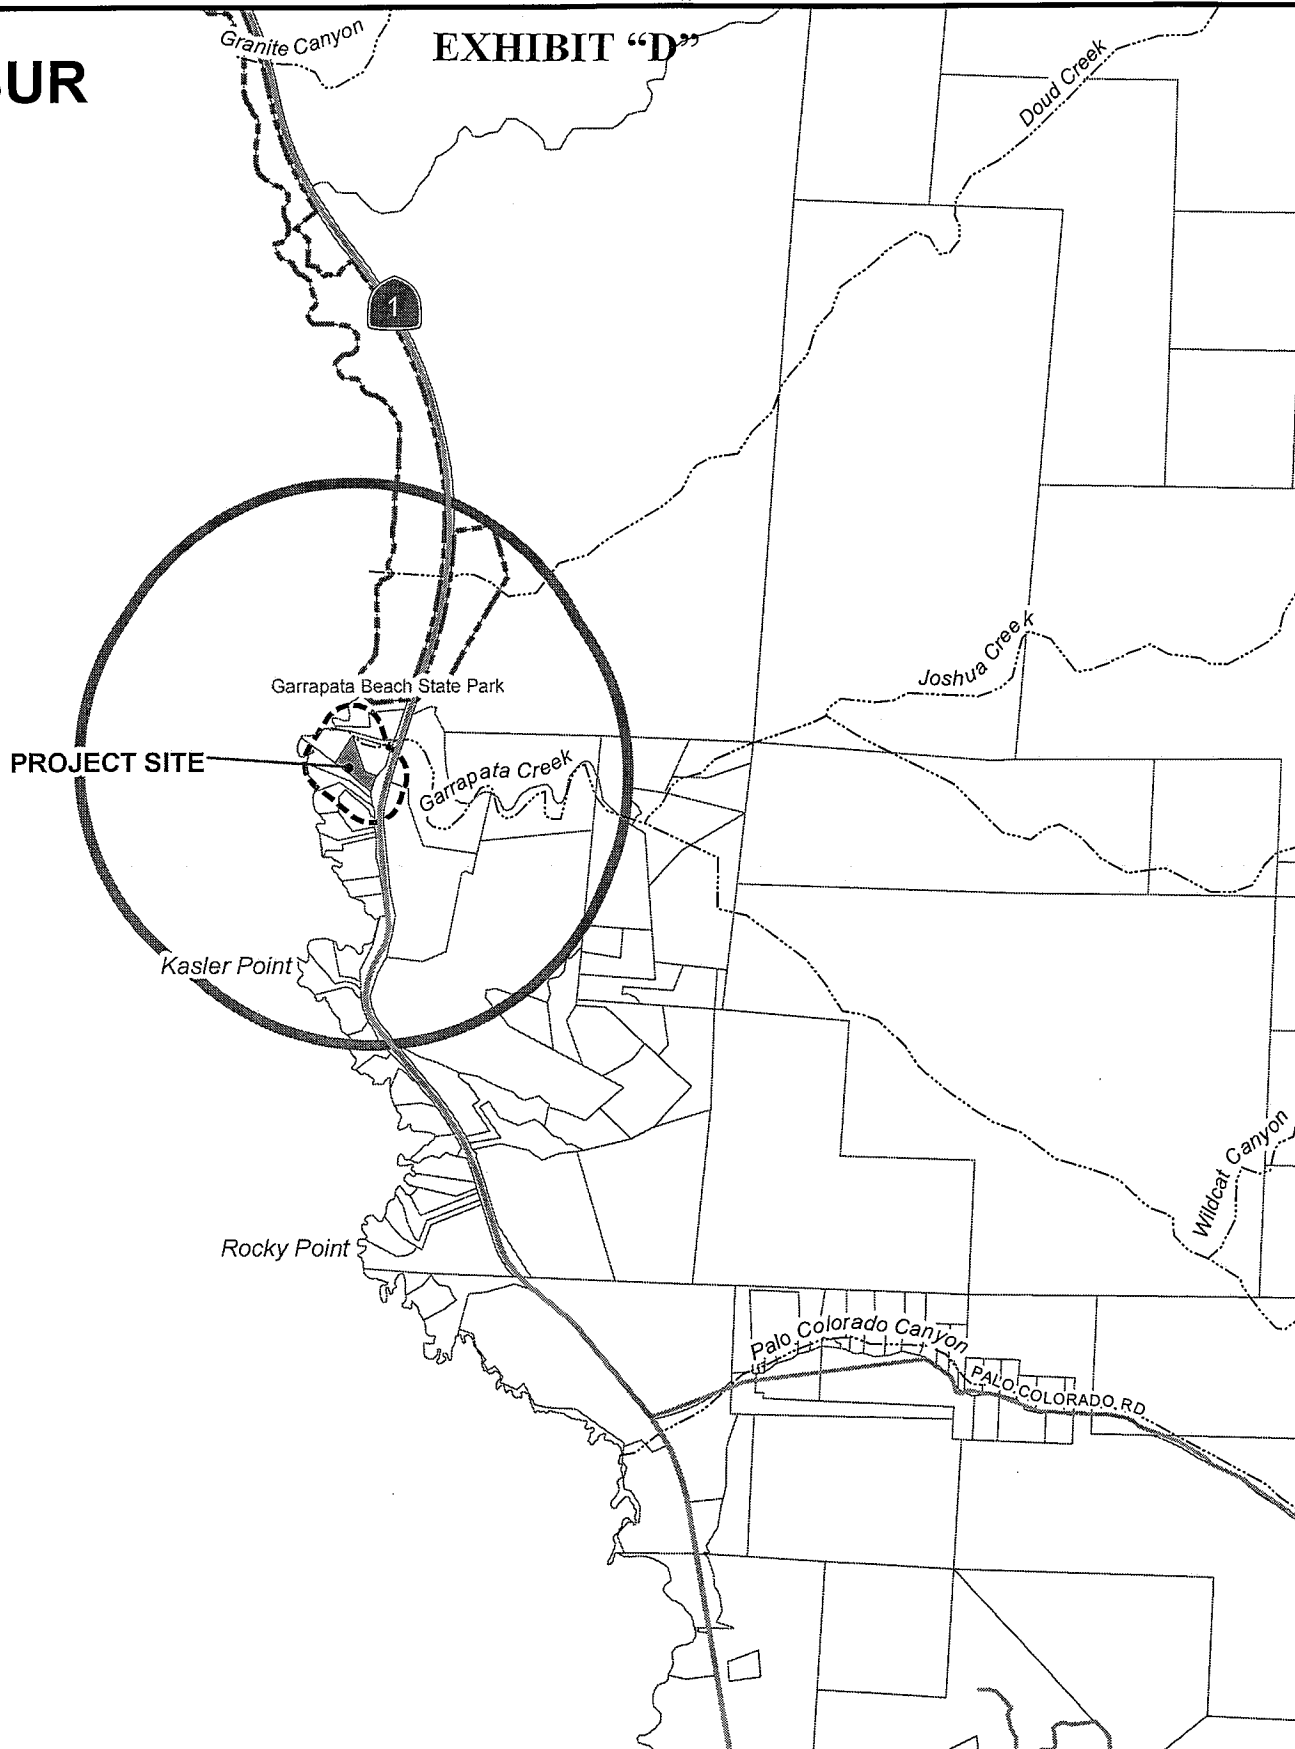 Granite Canyon
EXHIBIT “D”
SUR
Doud Creek
1
Joshua Creek
Garrapata Beach State Park
PROJECT SITE
Garrapata Creek
Kasler Point
Wildcat Canyon
Rocky Point
Palo Colorado Canyon
PALO COLORADO RD